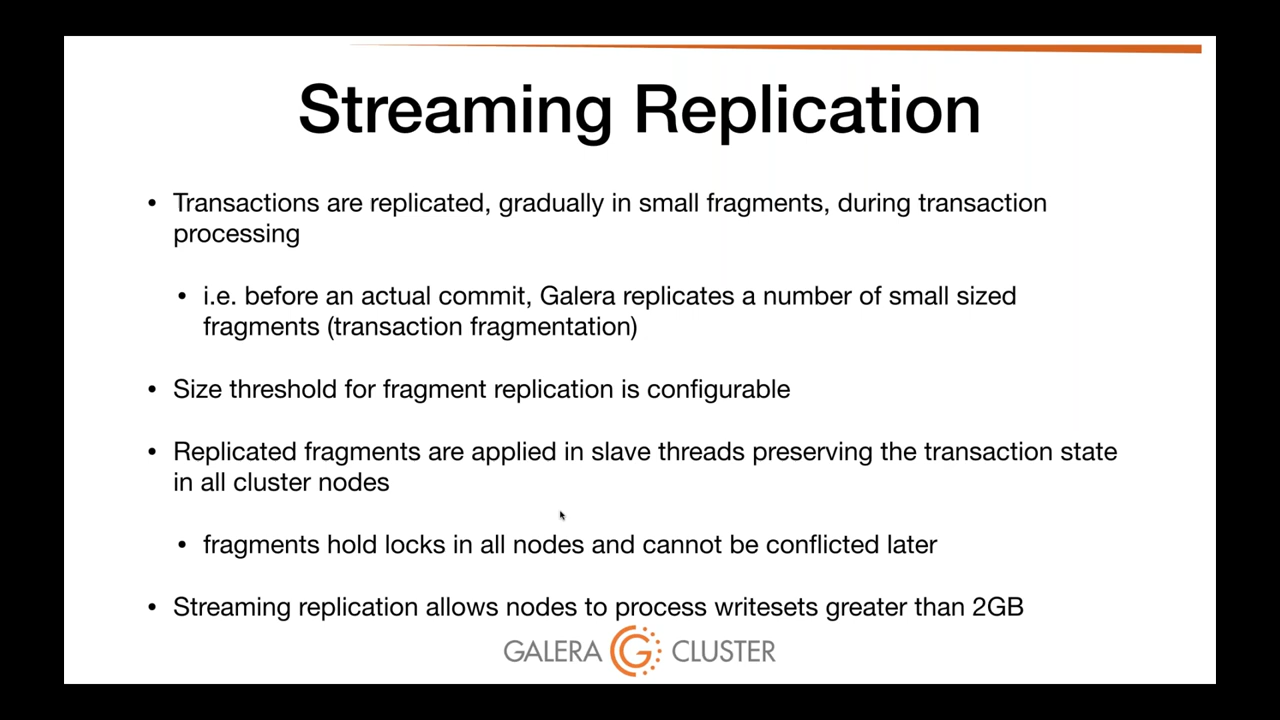 Streaming Replication
• Transactions are replicated, gradually in small fragments, during transaction
processing
• i.e. before an actual commit, Galera replicates a number of small sized
fragments (transaction fragmentation)
• Size threshold for fragment replication is configurable
• Replicated fragments are applied in slave threads preserving the transaction state
in all cluster nodes
• fragments hold locks in all nodes and cannot be conflicted later
• Streaming replication allows nodes to process writesets greater than 2GB
GALERA CLUSTER